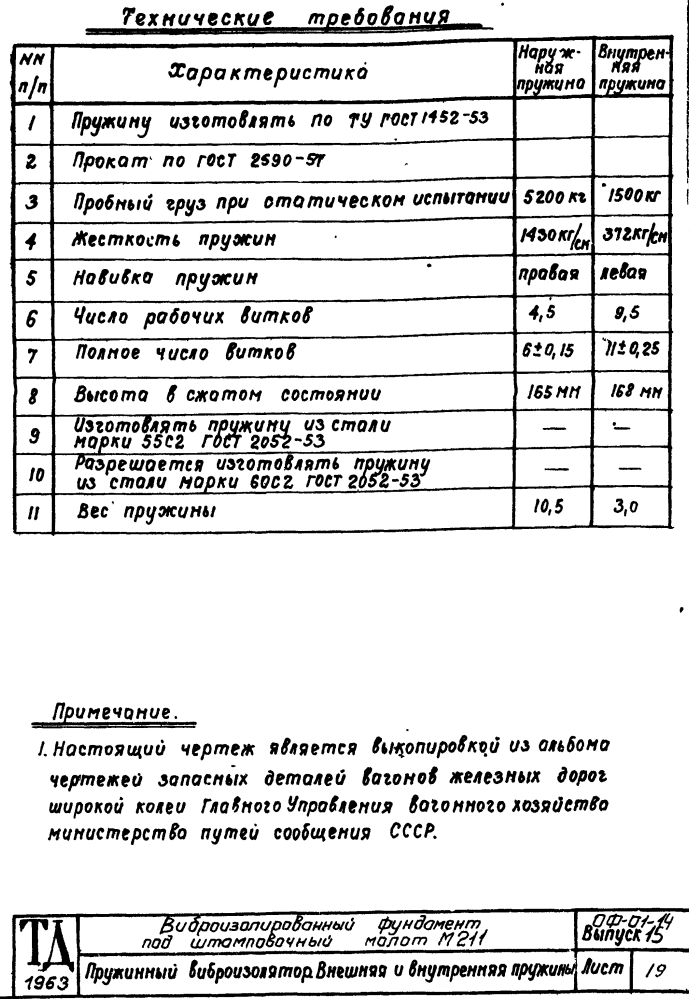 Технические требования
NN п/п Характеристика Наружная пружина Внутренняя пружина
1 Пружину изготовлять по ТУ ГОСТ 1452-53
2 Прокат по ГОСТ 2590-57
3 Пробный груз при статическом испытании 5200 кг 1500 кг
4 Жесткость пружин 1430 кг/см 372 кг/см
5 Навивка пружин правая левая
6 Число рабочих витков 4,5 9,5
7 Полное число витков 6±0,15 11±0,25
8 Высота в сжатом состоянии 165 мм 168 мм
9 Изготовлять пружину из стали
марки 55С2 ГОСТ 2052-53 — —
10 Разрешается изготовлять пружину
из стали марки 60С2 ГОСТ 2052-53 — —
11 Вес пружины 10,5 3,0
Примечание.
1. Настоящий чертеж является выкопировкой из альбома
чертежей запасных деталей вагонов железных дорог
широкой колеи Главного Управления вагонного хозяйства
министерства путей сообщения СССР.
ТД
1963
Виброизолированный фундамент
под штамповочный молот М211
ОФ-01-14
Выпуск 15
Пружинный виброизолятор. Внешняя и внутренняя пружины
Лист 19